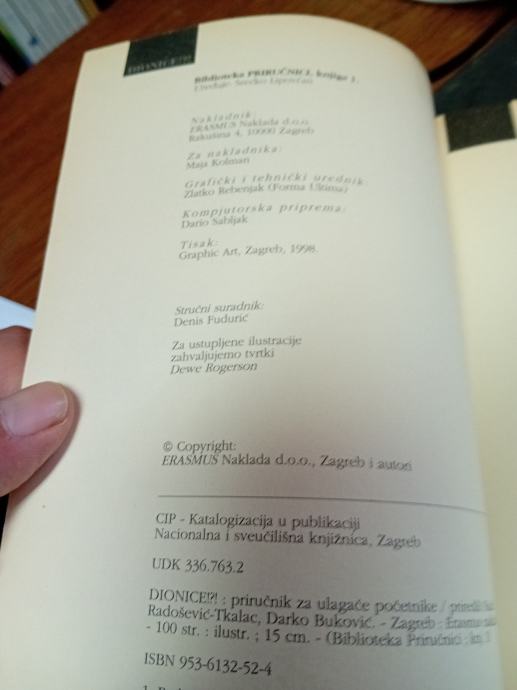 DIONICE!?!
Biblioteka PRIRUČNICI, knjiga 1.
Uređuje: Srećko Lipovčan
Nakladnik:
ERASMUS Naklada d.o.o.
Rakušina 4, 10000 Zagreb
Za nakladnika:
Maja Kolman
Grafički i tehnički urednik
Zlatko Rebenjak (Forma Ultima)
Kompjutorska priprema:
Dario Sabljak
Tisak:
Graphic Art, Zagreb, 1998.
Stručni suradnik:
Denis Fudurić
Za ustupljene ilustracije
zahvaljujemo tvrtki
Dewe Rogerson
© Copyright:
ERASMUS Naklada d.o.o., Zagreb i autori
CIP - Katalogizacija u publikaciji
Nacionalna i sveučilišna knjižnica, Zagreb
UDK 336.763.2
DIONICE!?! : priručnik za ulagače početnike /
Radošević-Tkalac, Darko Buković. - Zagreb : Erasmus
- 100 str. : ilustr. ; 15 cm. - (Biblioteka Priručnici ; knj.
ISBN 953-6132-52-4